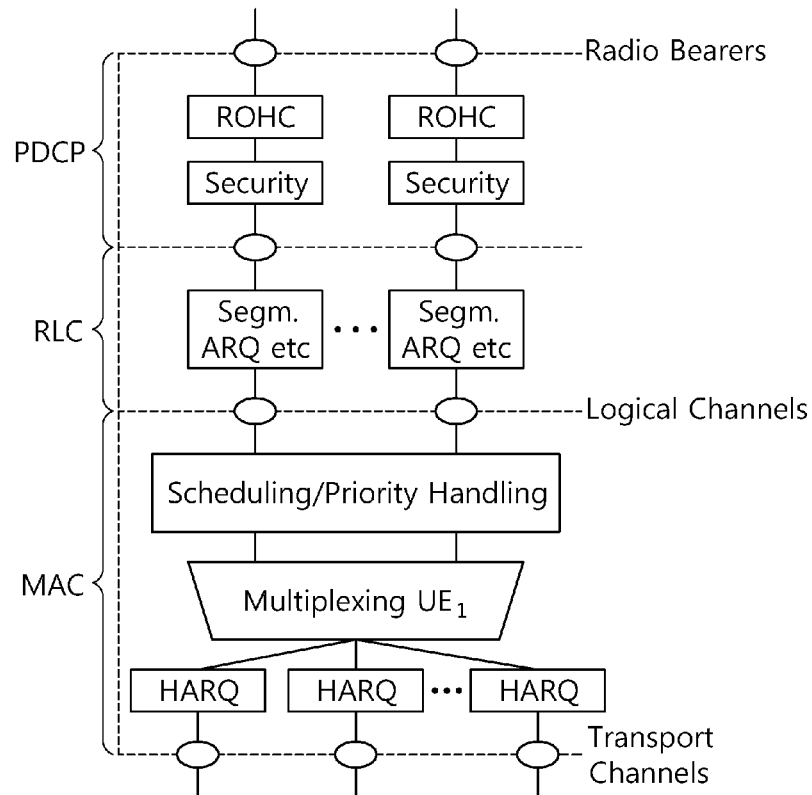 Radio Bearers
PDCP
ROHC
ROHC
Security
Security
RLC
Segm.
ARQ etc
...
Segm.
ARQ etc
Logical Channels
MAC
Scheduling/Priority Handling
Multiplexing UE1
HARQ
HARQ
...
HARQ
Transport
Channels